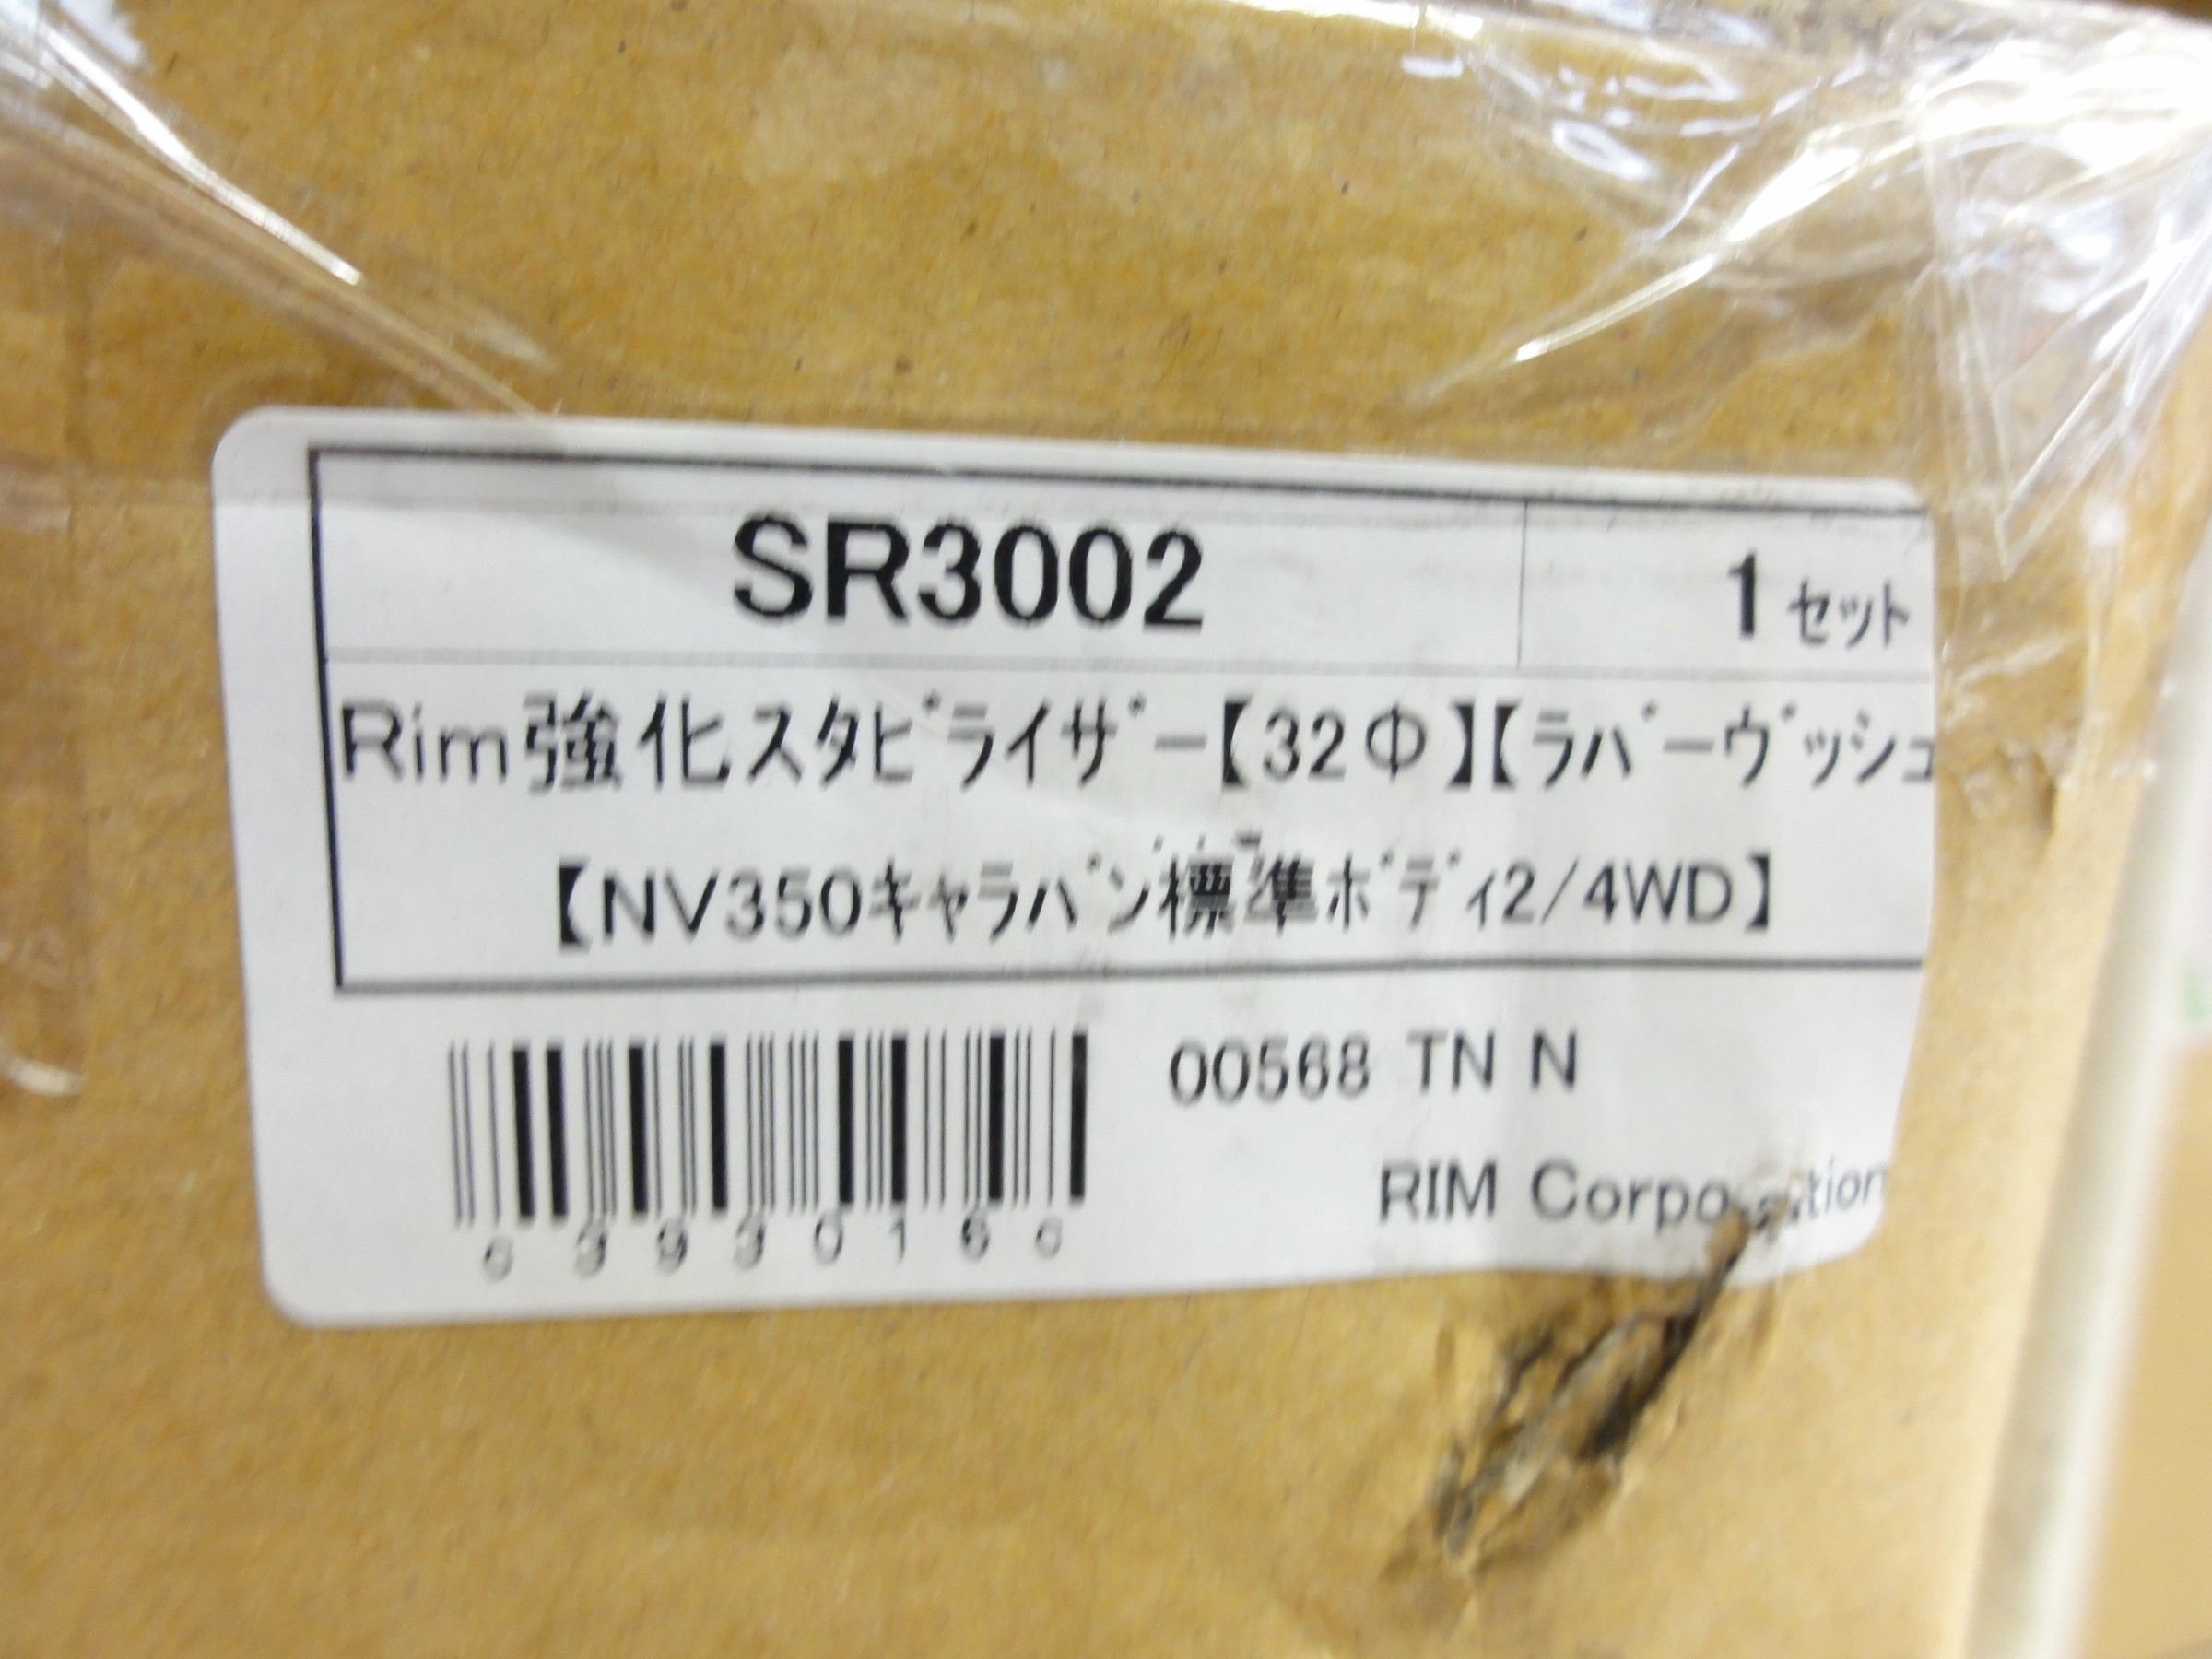 SR3002
1 ｾｯﾄ
Rim強化ｽﾀﾋﾞﾗｲｻﾞｰ【32Φ】【ﾗﾊﾞｰｳﾞｯｼｭ
【NV350ｷｬﾗﾊﾞﾝ標準ﾎﾞﾃﾞｨ2/4WD】
00568 TN N
RIM Corporation